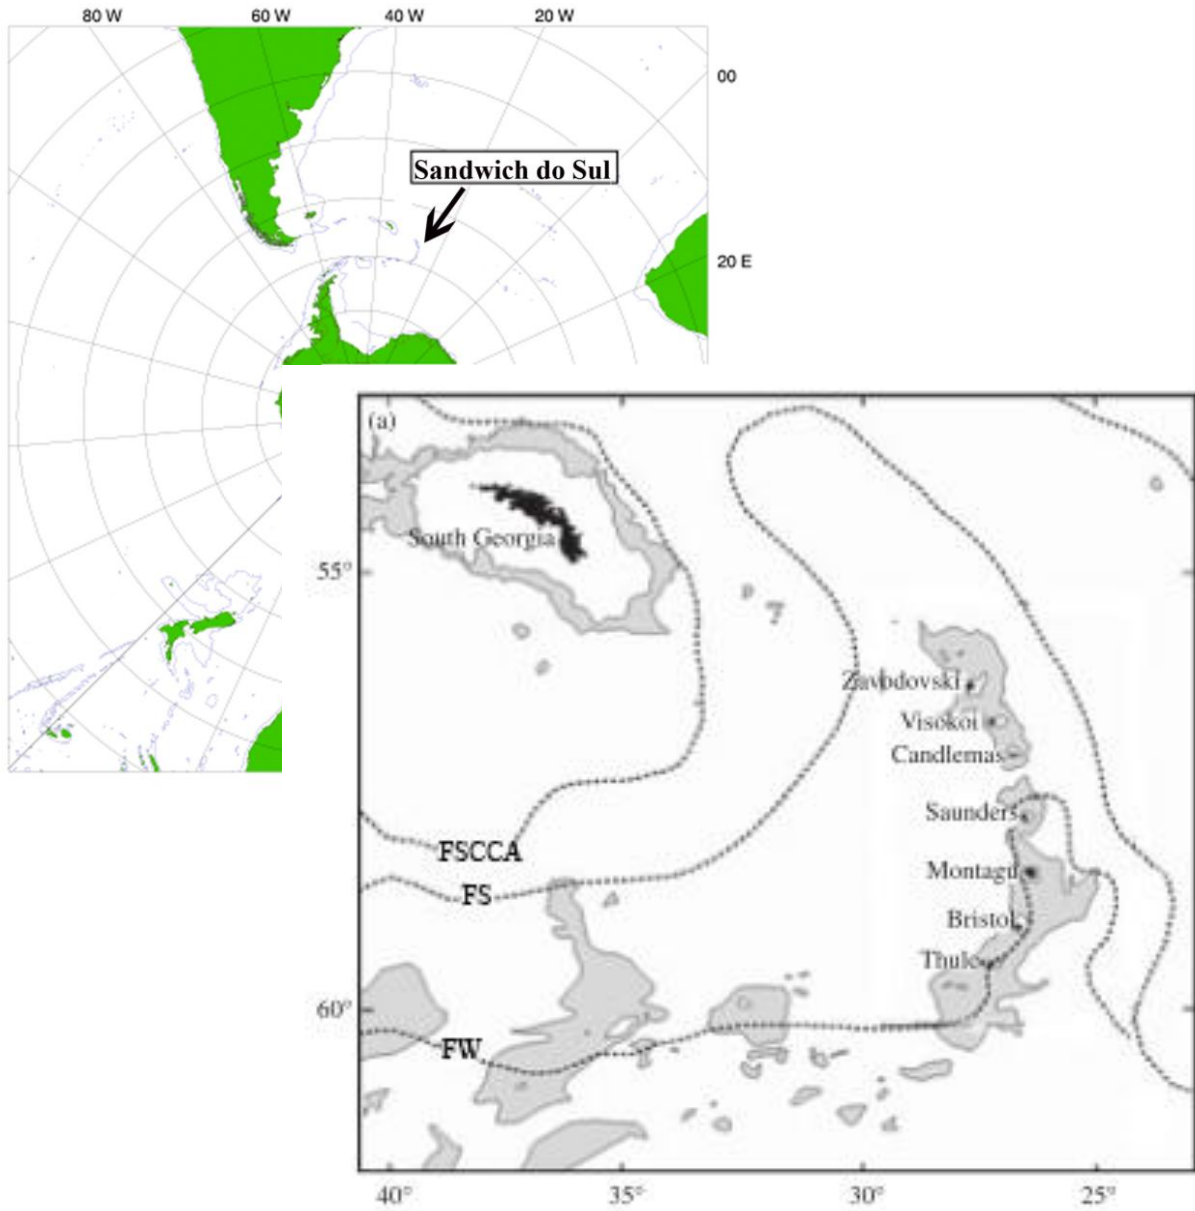 80 W 60 W 40 W 20 W
00
Sandwich do Sul
20 E
(a)
South Georgia
55°
Zavodovski
Visokoi
Candlemas
Saunders
FSCCA
Montagu
FS
Bristol
Thule
60°
FW
40° 35° 30° 25°